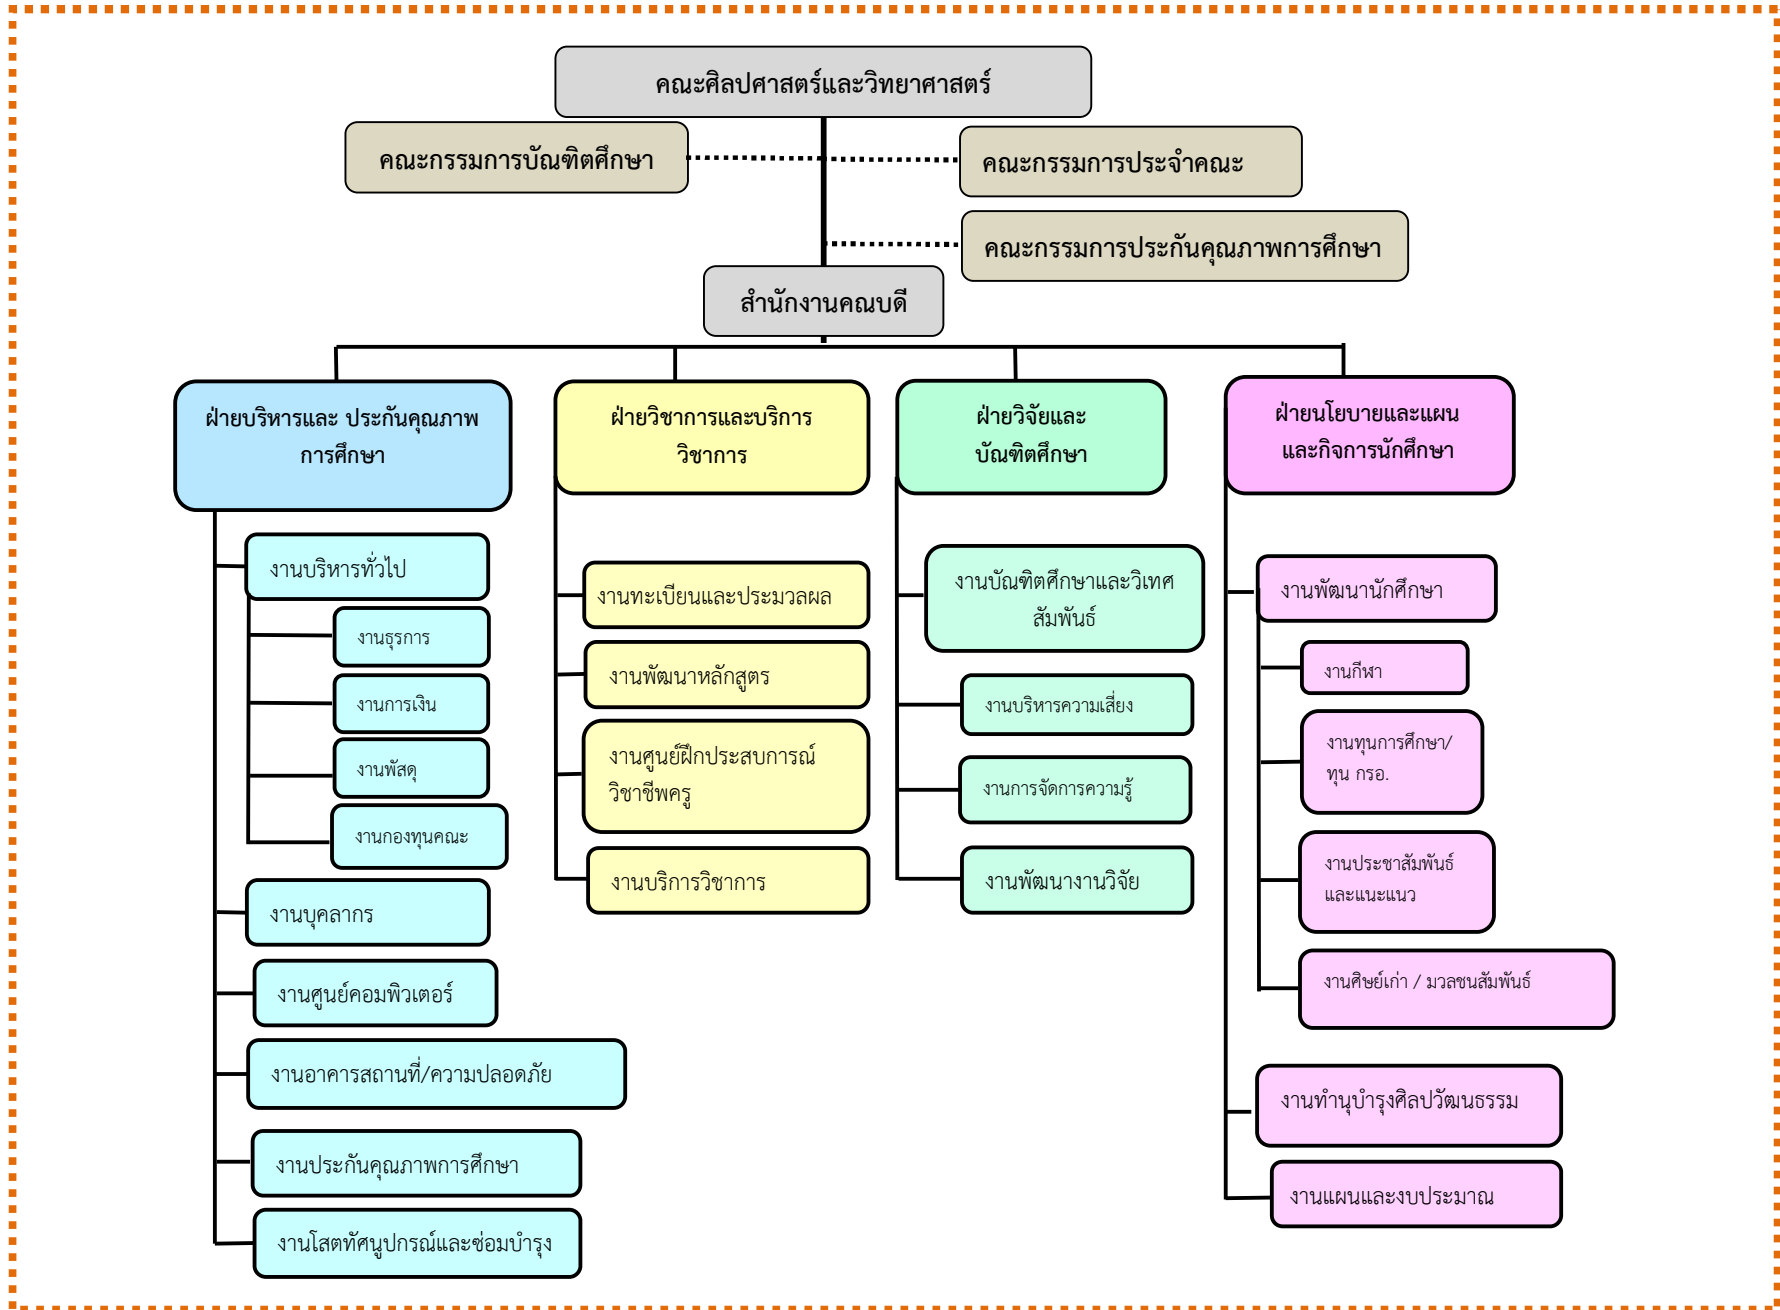 คณะศิลปศาสตร์และวิทยาศาสตร์
คณะกรรมการบัณฑิตศึกษา
คณะกรรมการประจำคณะ
คณะกรรมการประกันคุณภาพการศึกษา
สำนักงานคณบดี
ฝ่ายบริหารและ ประกันคุณภาพ
การศึกษา
งานบริหารทั่วไป
งานธุรการ
งานการเงิน
งานพัสดุ
งานกองทุนคณะ
งานบุคลากร
งานศูนย์คอมพิวเตอร์
งานอาคารสถานที่/ความปลอดภัย
งานประกันคุณภาพการศึกษา
งานโสตทัศนูปกรณ์และซ่อมบำรุง
ฝ่ายวิชาการและบริการ
วิชาการ
งานทะเบียนและประมวลผล
งานพัฒนาหลักสูตร
งานศูนย์ฝึกประสบการณ์
วิชาชีพครู
งานบริการวิชาการ
ฝ่ายวิจัยและ
บัณฑิตศึกษา
งานบัณฑิตศึกษาและวิเทศ
สัมพันธ์
งานบริหารความเสี่ยง
งานการจัดการความรู้
งานพัฒนางานวิจัย
ฝ่ายนโยบายและแผน
และกิจการนักศึกษา
งานพัฒนานักศึกษา
งานกีฬา
งานทุนการศึกษา/
ทุน กรอ.
งานประชาสัมพันธ์
และแนะแนว
งานศิษย์เก่า / มวลชนสัมพันธ์
งานทำนุบำรุงศิลปวัฒนธรรม
งานแผนและงบประมาณ